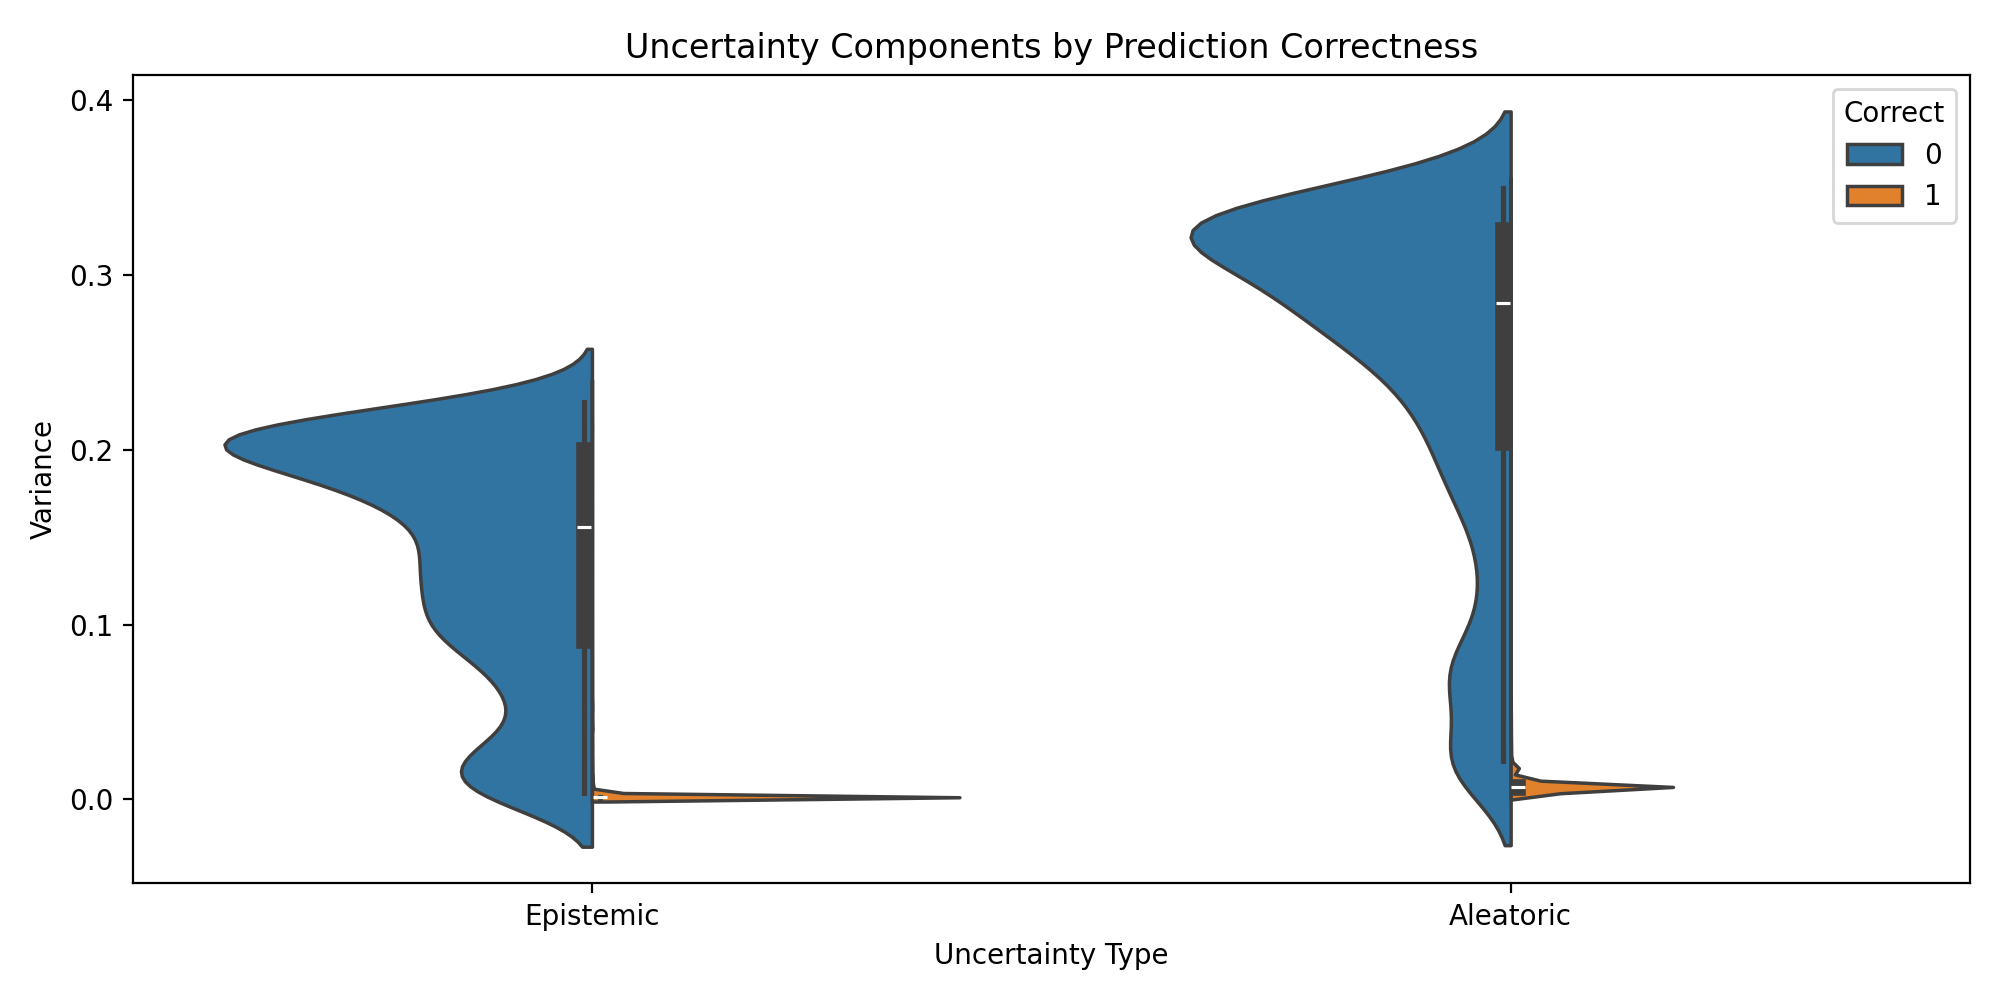 Uncertainty Components by Prediction Correctness
Correct
0
1
0.4
0.3
0.2
0.1
0.0
Variance
Epistemic
Aleatoric
Uncertainty Type